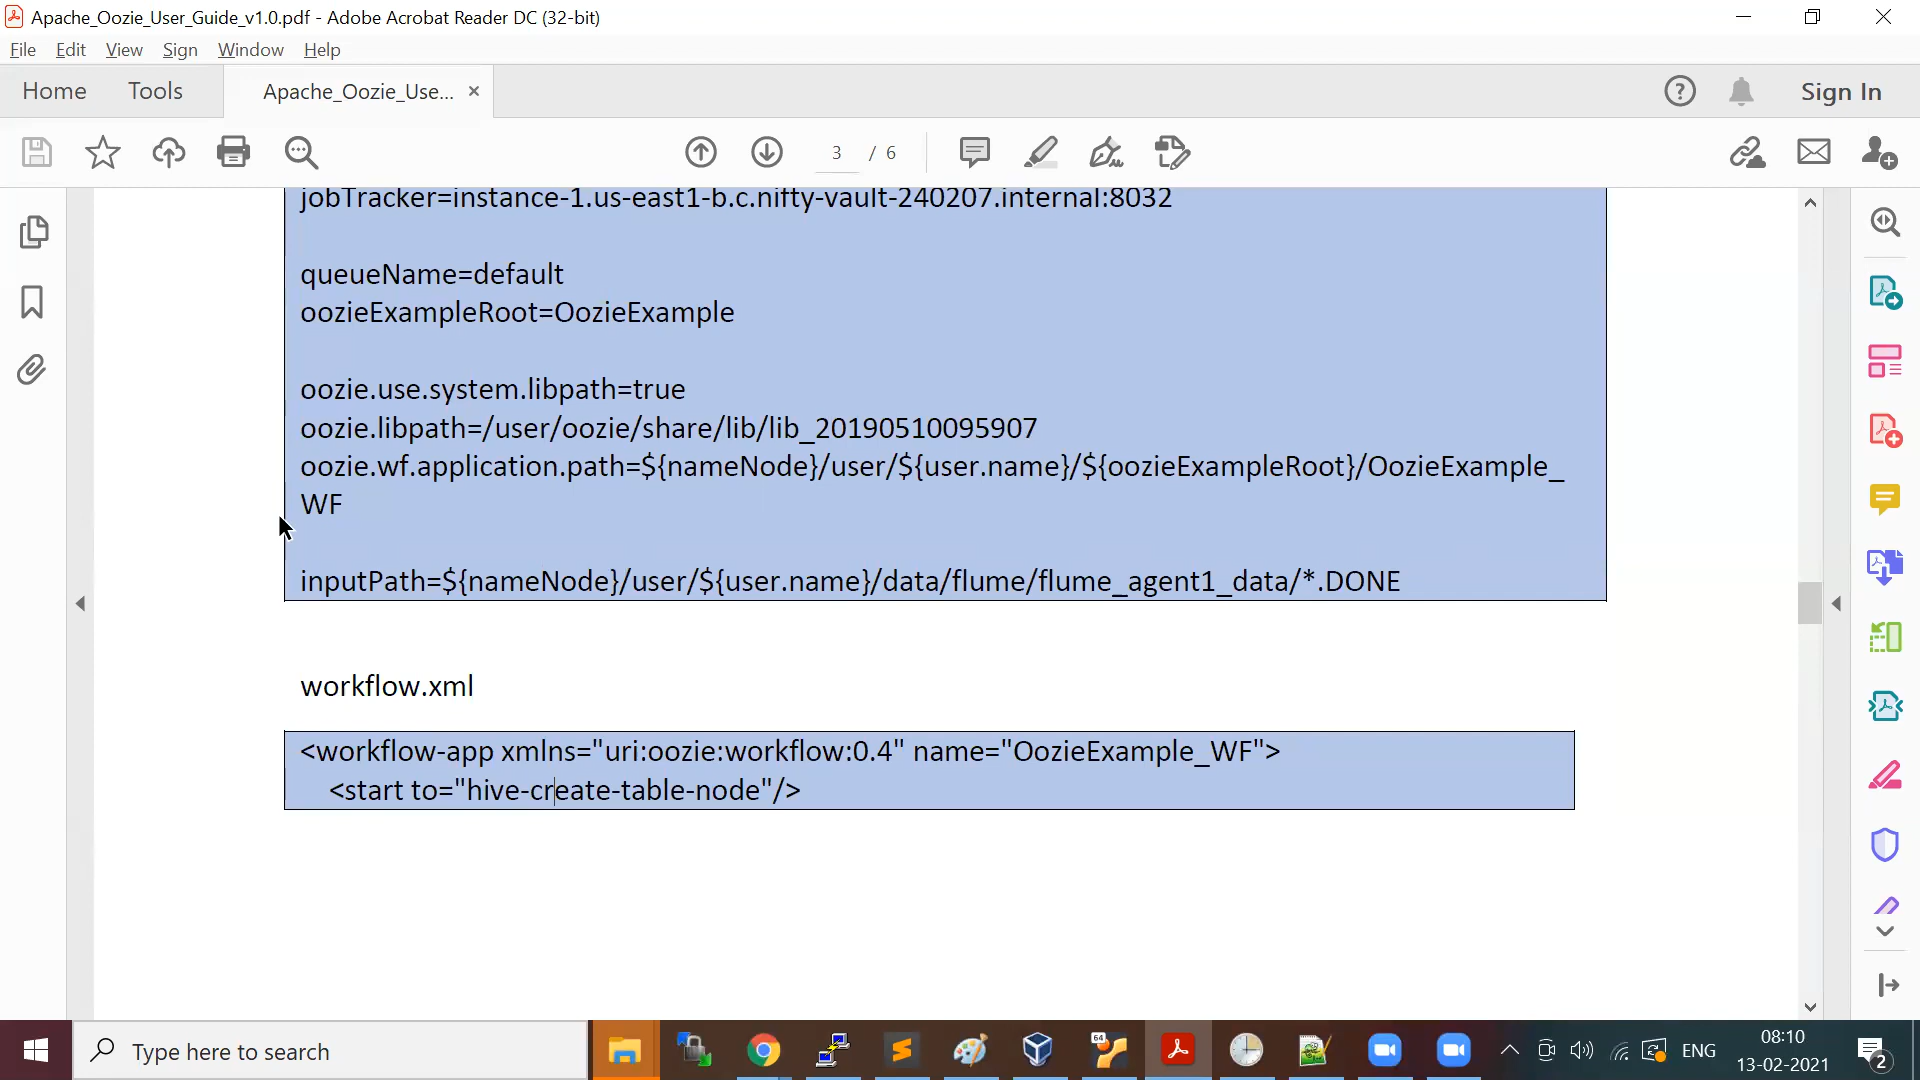 Apache_Oozie_User_Guide_v1.0.pdf - Adobe Acrobat Reader DC (32-bit)
File Edit View Sign Window Help
Home Tools Apache_Oozie_Use... × Sign In
3 / 6
jobTracker=instance-1.us-east1-b.c.nifty-vault-240207.internal:8032
queueName=default
oozieExampleRoot=OozieExample
oozie.use.system.libpath=true
oozie.libpath=/user/oozie/share/lib/lib_20190510095907
oozie.wf.application.path=${nameNode}/user/${user.name}/${oozieExampleRoot}/OozieExample_
WF
inputPath=${nameNode}/user/${user.name}/data/flume/flume_agent1_data/*.DONE
workflow.xml
<workflow-app xmlns="uri:oozie:workflow:0.4" name="OozieExample_WF">
<start to="hive-create-table-node"/>
Type here to search
64
ENG
08:10
13-02-2021
2